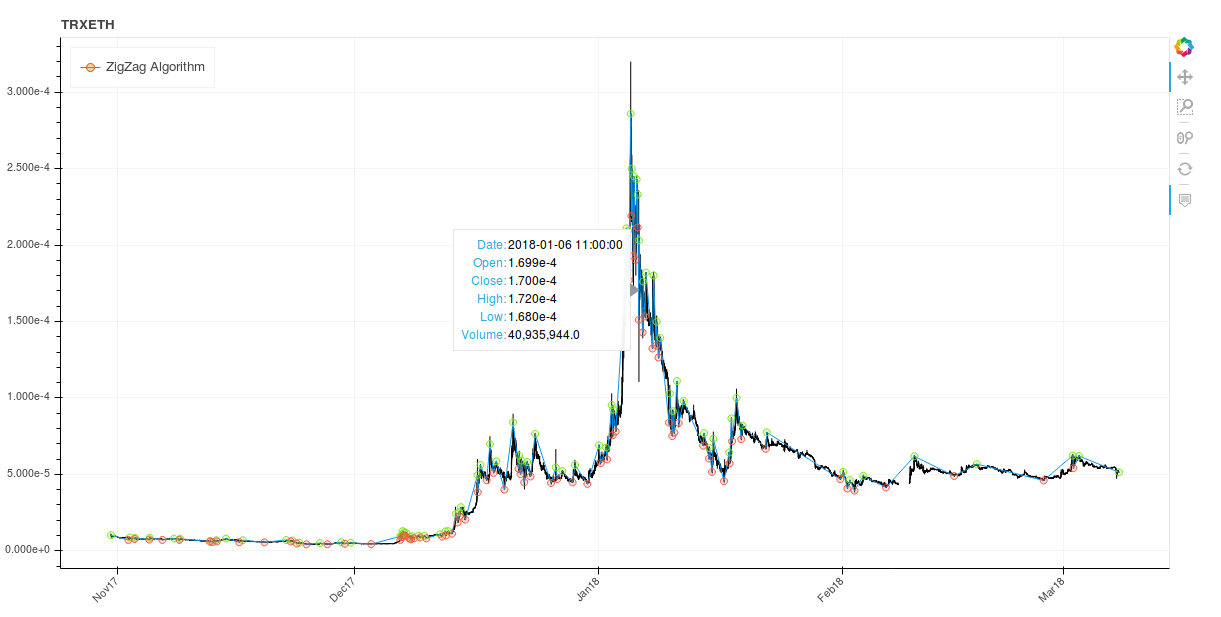 TRXETH
ZigZag Algorithm
3.000e-4
2.500e-4
2.000e-4
1.500e-4
1.000e-4
5.000e-5
0.000e+0
Date: 2018-01-06 11:00:00
Open: 1.699e-4
Close: 1.700e-4
High: 1.720e-4
Low: 1.680e-4
Volume: 40,935,944.0
Nov17
Dec17
Jan18
Feb18
Mar18